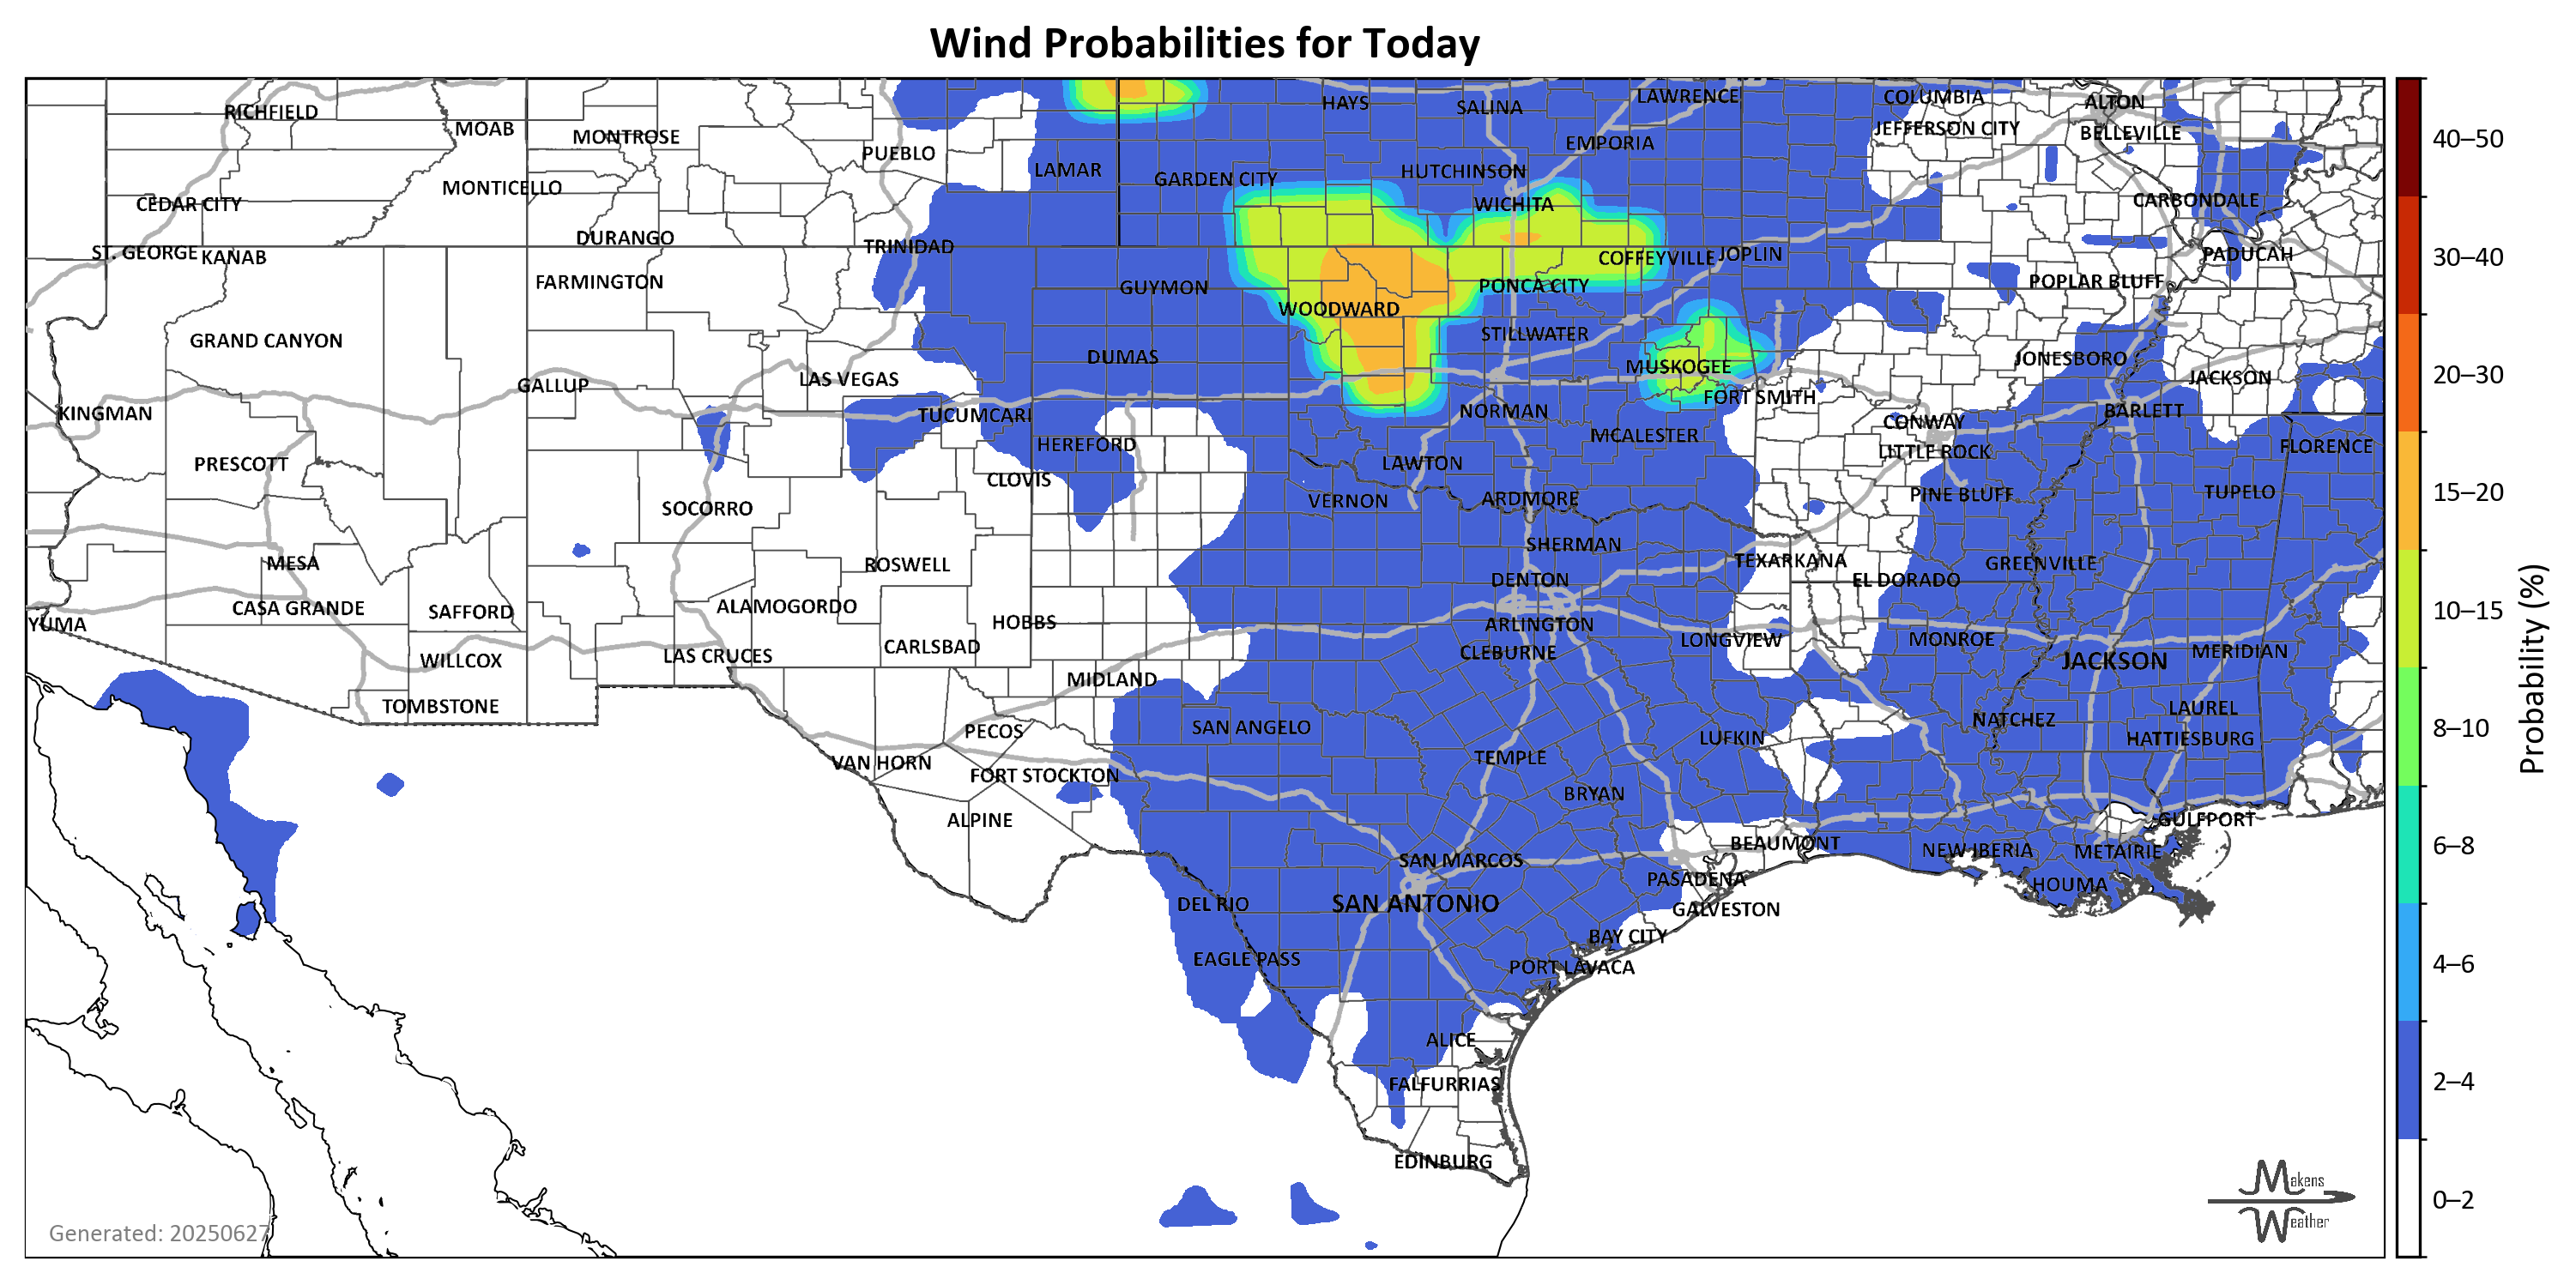 Wind Probabilities for Today
RICHFIELD
MOAB
MONTROSE
PUEBLO
LAMAR
HAYS
SALINA
LAWRENCE
COLUMBIA
ALTON
JEFFERSON CITY
BELLEVILLE
EMPORIA
HUTCHINSON
GARDEN CITY
MONTICELLO
CEDAR CITY
WICHITA
CARBONDALE
DURANGO
TRINIDAD
ST. GEORGE
KANAB
COFFEYVILLE
JOPLIN
PADUCAH
FARMINGTON
GUYMON
PONCA CITY
POPLAR BLUFF
WOODWARD
GRAND CANYON
STILLWATER
DUMAS
JONESBORO
MUSKOGEE
LAS VEGAS
GALLUP
JACKSON
FORT SMITH
KINGMAN
TUCUMCARI
NORMAN
BARLETT
CONWAY
HEREFORD
MCALESTER
FLORENCE
LITTLE ROCK
PRESCOTT
LAWTON
CLOVIS
TUPELO
PINE BLUFF
VERNON
ARDMORE
SOCORRO
SHERMAN
MESA
ROSWELL
TEXARKANA
GREENVILLE
DENTON
EL DORADO
CASA GRANDE
SAFFORD
ALAMOGORDO
HOBBS
YUMA
ARLINGTON
LONGVIEW
MONROE
CARLSBAD
CLEBURNE
MERIDIAN
WILLCOX
LAS CRUCES
JACKSON
MIDLAND
TOMBSTONE
LAUREL
SAN ANGELO
PECOS
NATCHEZ
LUFKIN
HATTIESBURG
TEMPLE
VAN HORN
FORT STOCKTON
BRYAN
ALPINE
GULFPORT
BEAUMONT
NEW IBERIA
METAIRIE
SAN MARCOS
PASADENA
HOUMA
DEL RIO
SAN ANTONIO
GALVESTON
BAY CITY
EAGLE PASS
PORT LAVACA
ALICE
FALFURRIAS
EDINBURG
Generated: 20250627
Makens
Weather
40–50
30–40
20–30
15–20
10–15
8–10
6–8
4–6
2–4
0–2
Probability (%)